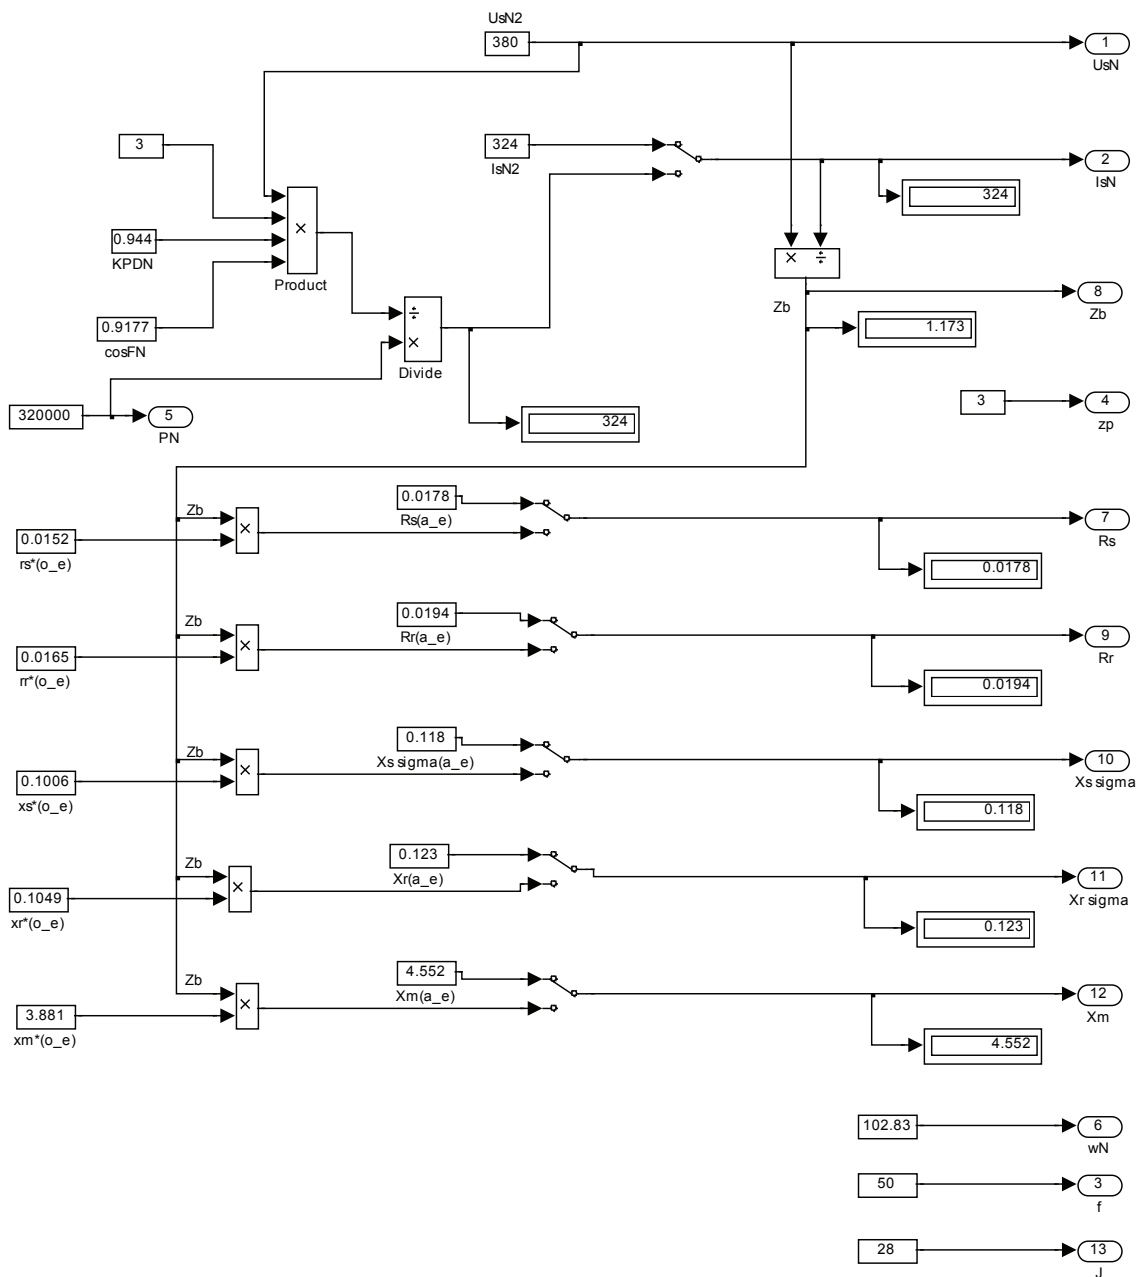 UsN2
380
1
UsN
3
324
IsN2
2
IsN
324
0.944
KPDN
×
Product
× ÷
Zb
8
Zb
0.9177
cosFN
÷
×
Divide
1.173
320000
5
PN
324
3
4
zp
Zb
0.0152
rs*(o_e)
×
0.0178
Rs(a_e)
7
Rs
0.0178
Zb
0.0165
rr*(o_e)
×
0.0194
Rr(a_e)
9
Rr
0.0194
Zb
0.1006
xs*(o_e)
×
0.118
Xs sigma(a_e)
10
Xs sigma
0.118
Zb
0.1049
xr*(o_e)
×
0.123
Xr(a_e)
11
Xr sigma
0.123
Zb
3.881
xm*(o_e)
×
4.552
Xm(a_e)
12
Xm
4.552
102.83
6
wN
50
3
f
28
13
J